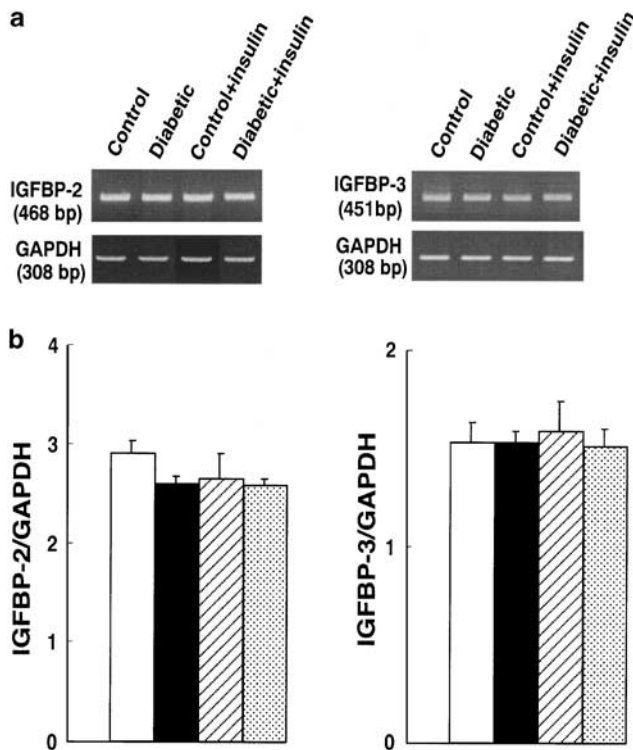 a
Control
Diabetic
Control+insulin
Diabetic+insulin
IGFBP-2
(468 bp)
GAPDH
(308 bp)
Control
Diabetic
Control+insulin
Diabetic+insulin
IGFBP-3
(451bp)
GAPDH
(308 bp)
b
4
3
2
1
0
IGFBP-2/GAPDH
2
1
0
IGFBP-3/GAPDH